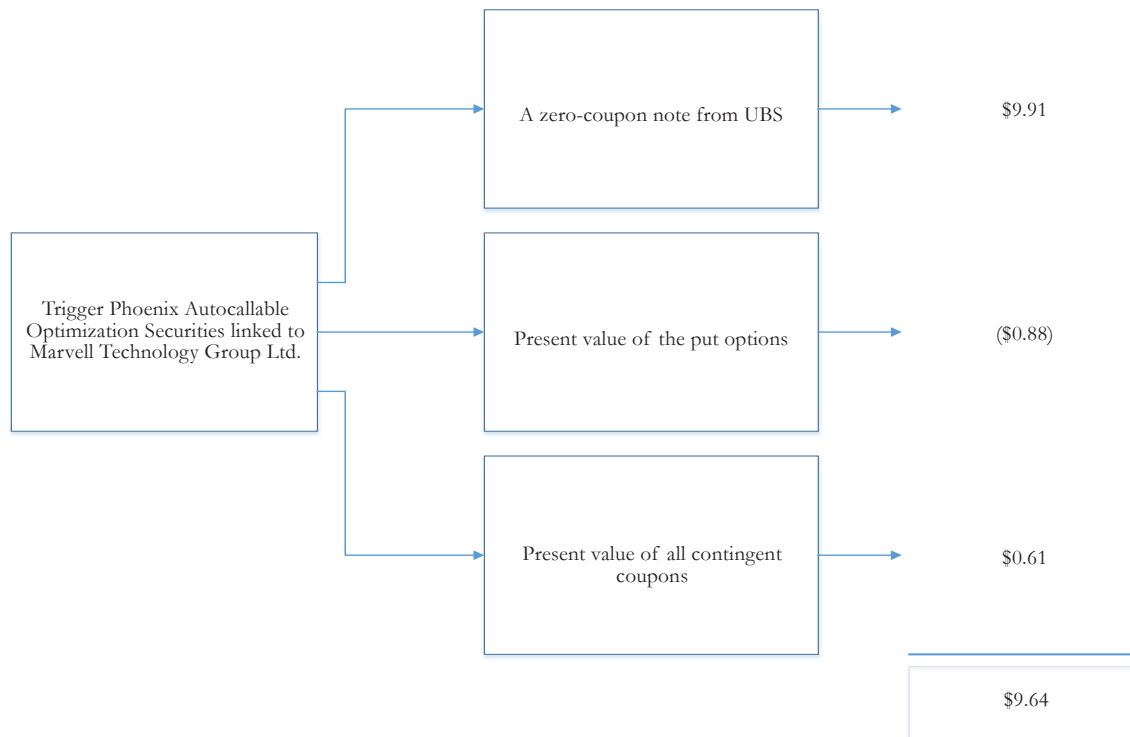 A zero-coupon note from UBS
$9.91
Trigger Phoenix Autocallable
Optimization Securities linked to
Marvell Technology Group Ltd.
Present value of the put options
($0.88)
Present value of all contingent
coupons
$0.61
$9.64